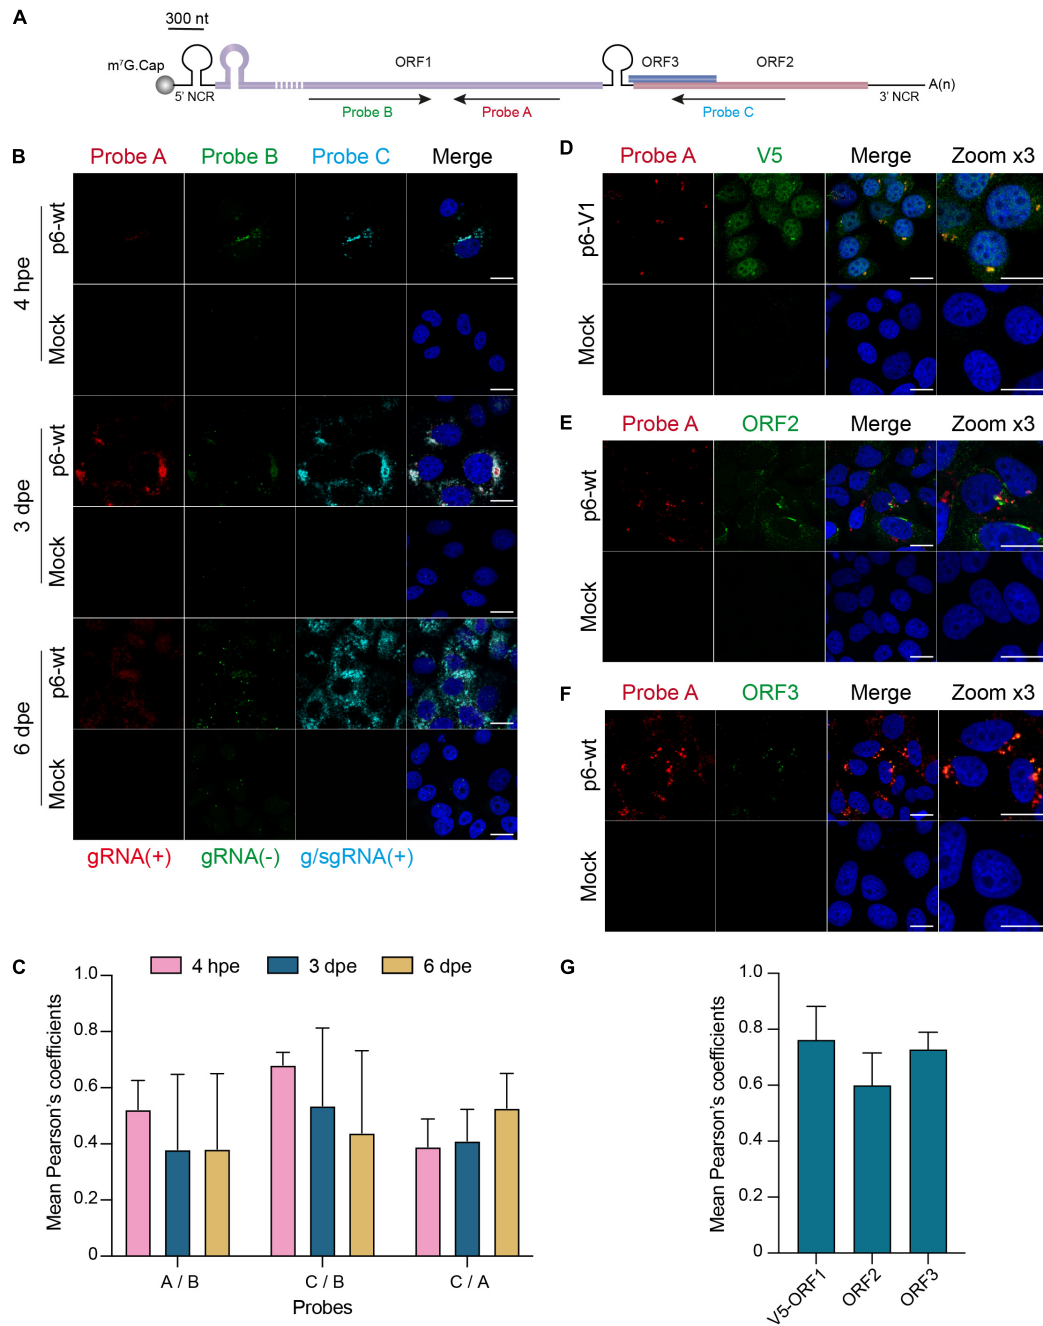 A
300 nt
m⁷G.Cap
5' NCR
ORF1
ORF3
ORF2
A(n)
3' NCR
Probe B
Probe A
Probe C
B
Probe A
Probe B
Probe C
Merge
4 hpe
p6-wt
Mock
3 dpe
p6-wt
Mock
6 dpe
p6-wt
Mock
gRNA(+)
gRNA(-)
g/sgRNA(+)
D
Probe A
V5
Merge
Zoom x3
p6-V1
Mock
E
Probe A
ORF2
Merge
Zoom x3
p6-wt
Mock
F
Probe A
ORF3
Merge
Zoom x3
p6-wt
Mock
C
4 hpe
3 dpe
6 dpe
Mean Pearson's coefficients
1.0
0.8
0.6
0.4
0.2
0
A / B
C / B
C / A
Probes
G
Mean Pearson's coefficients
1.0
0.8
0.6
0.4
0.2
0
V5-ORF1
ORF2
ORF3